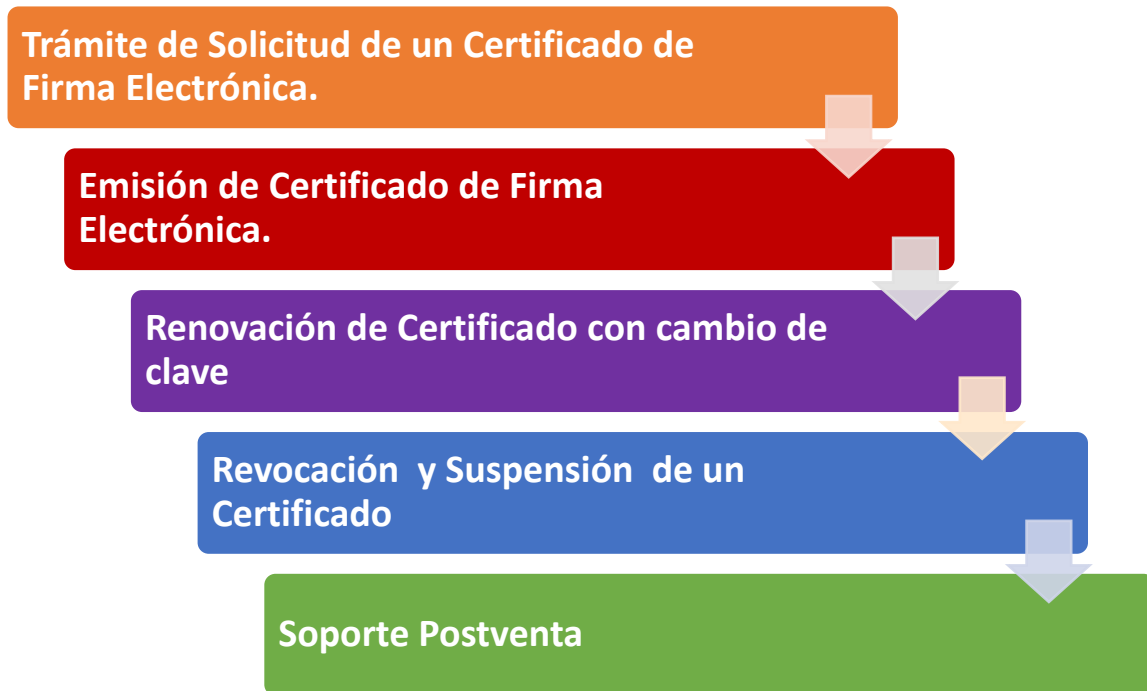 Trámite de Solicitud de un Certificado de
Firma Electrónica.
Emisión de Certificado de Firma
Electrónica.
Renovación de Certificado con cambio de
clave
Revocación  y Suspensión  de un
Certificado
Soporte Postventa